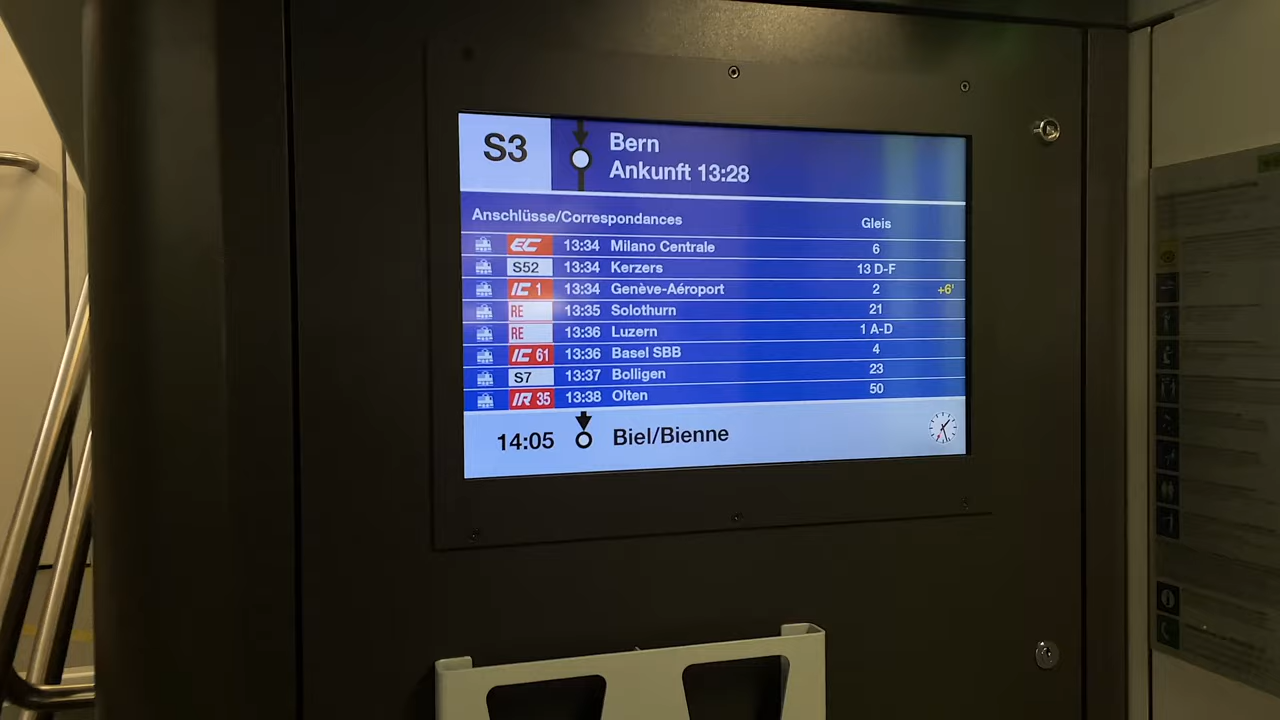 S3
Bern
Ankunft 13:28
Anschlüsse/Correspondances Gleis
EC 13:34 Milano Centrale 6
S52 13:34 Kerzers 13 D-F
IC 1 13:34 Genève-Aéroport 2 +6'
RE 13:35 Solothurn 21
RE 13:36 Luzern 1 A-D
IC 61 13:36 Basel SBB 4
S7 13:37 Bolligen 23
IR 35 13:38 Olten 50
14:05 Biel/Bienne